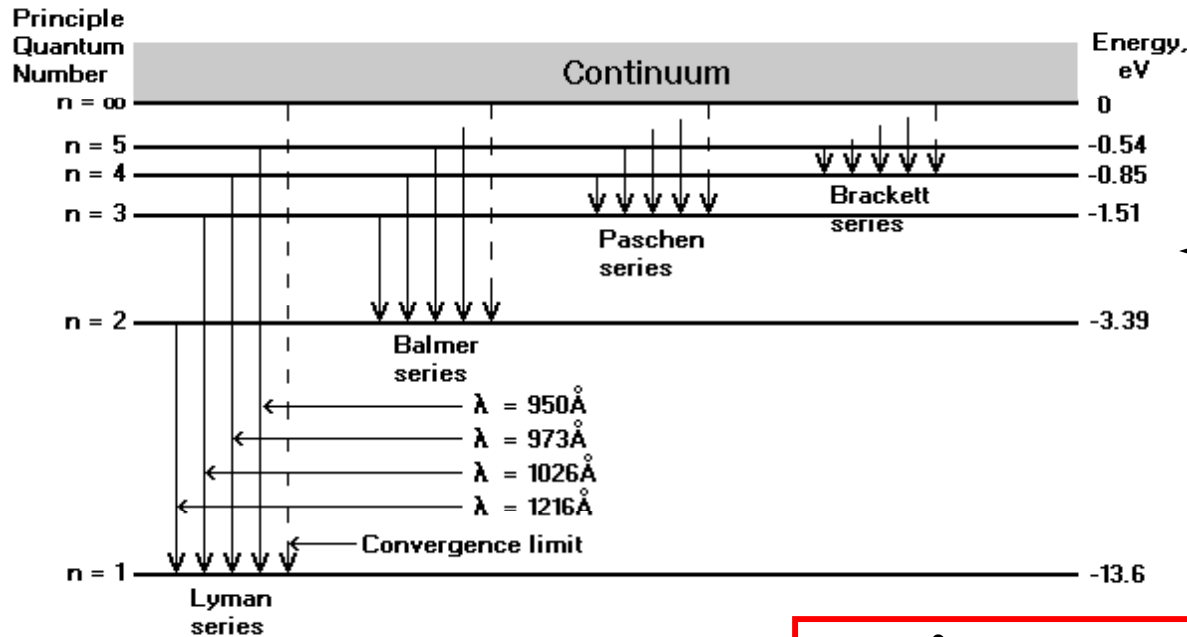 Principle
Quantum
Number
Energy,
eV
Continuum
n = ∞
0
n = 5
-0.54
n = 4
-0.85
n = 3
-1.51
Brackett
series
Paschen
series
n = 2
-3.39
Balmer
series
λ = 950Å
λ = 973Å
λ = 1026Å
λ = 1216Å
Convergence limit
n = 1
-13.6
Lyman
series